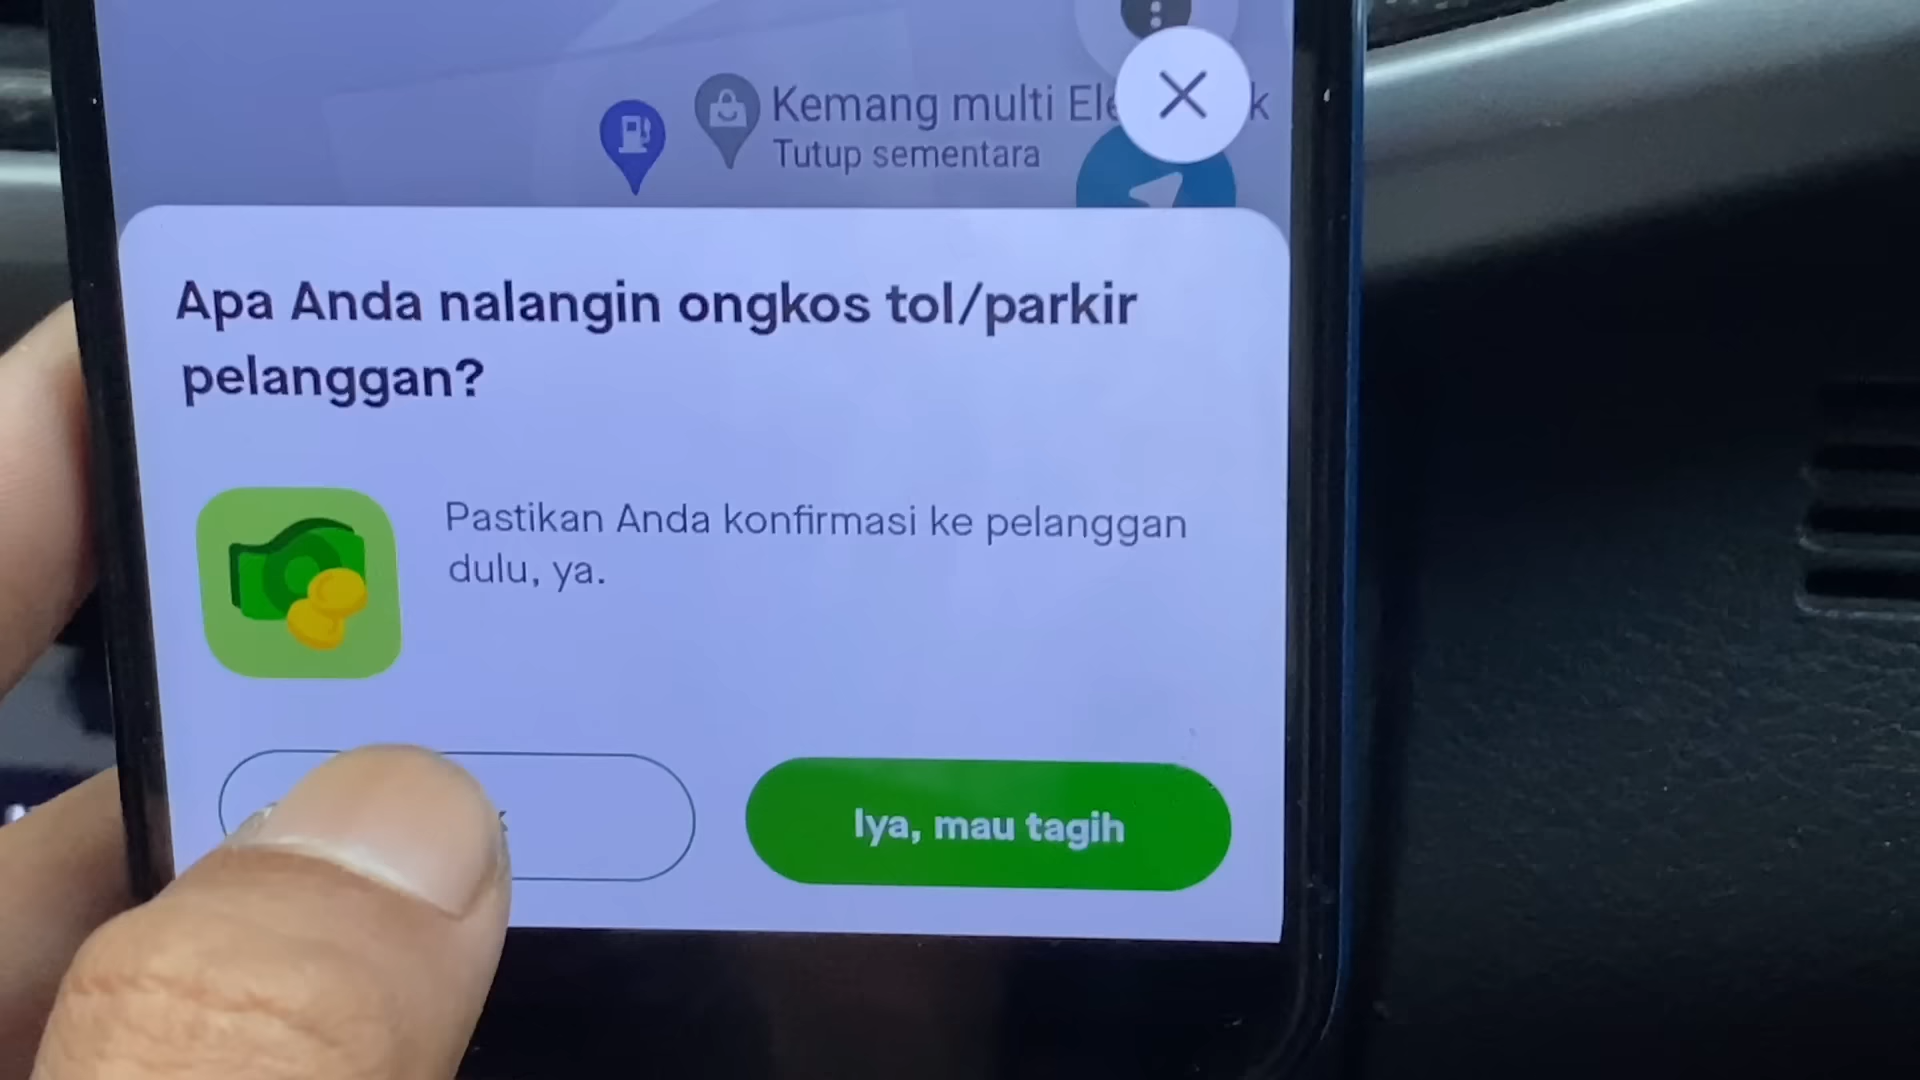 Kemang multi
Tutup sementara
Apa Anda nalangin ongkos tol/parkir
pelanggan?
Pastikan Anda konfirmasi ke pelanggan
dulu, ya.
Iya, mau tagih